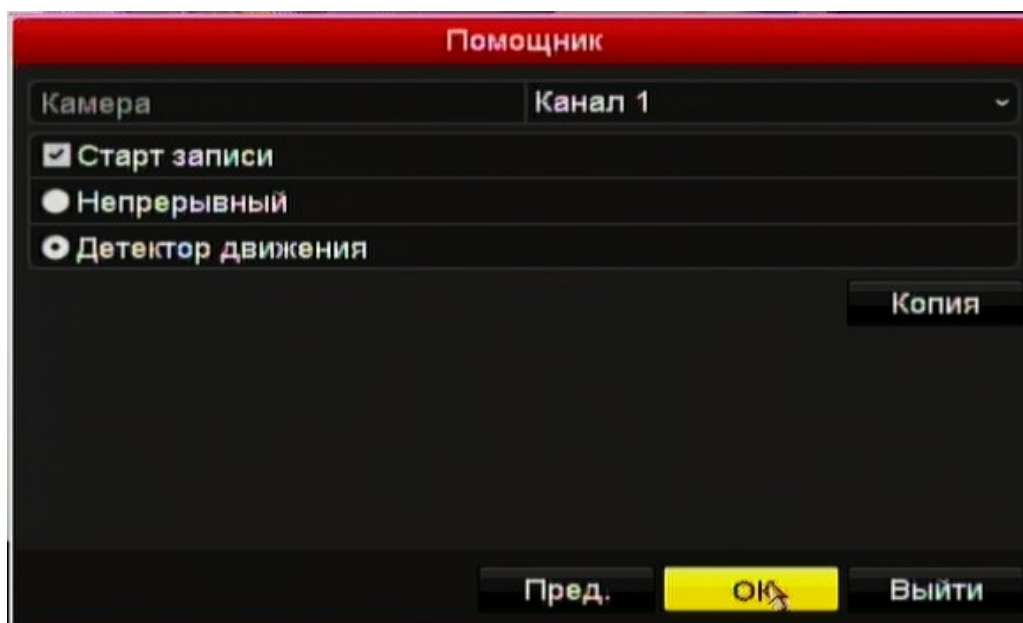 Помощник
Камера Канал 1
Старт записи
Непрерывный
Детектор движения
Копия
Пред. OK Выйти